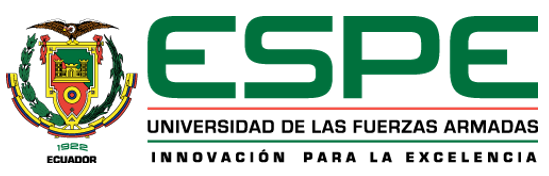 ESPE
UNIVERSIDAD DE LAS FUERZAS ARMADAS
INNOVACIÓN PARA LA EXCELENCIA
1922
ECUADOR